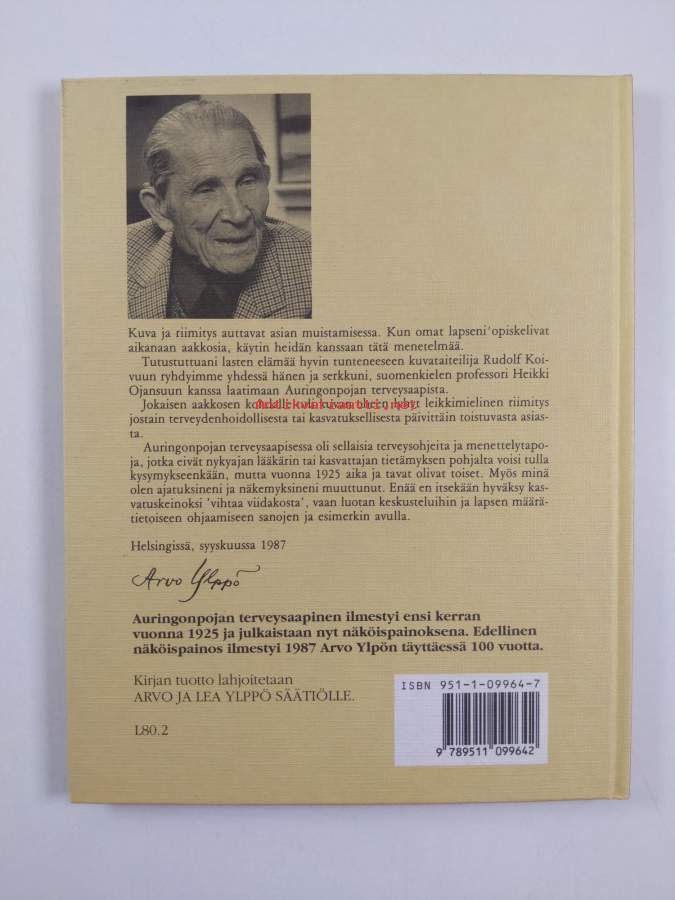 Kuva ja riimitys auttavat asian muistamisessa. Kun omat lapseni opiskelivat
aikanaan aakkosia, käytin heidän kanssaan tätä menetelmää.
Tutustuttuani lasten elämää hyvin tunteneeseen kuvataiteilija Rudolf Koi-
vuun ryhdyimme yhdessä hänen ja serkkuni, suomenkielen professori Heikki
Ojansuun kanssa laatimaan Auringonpojan terveysaapista.
Jokaisen aakkosen kohdalle tuli kuvan oheen lyhyt leikkimielinen riimitys
jostain terveydenhoidollisesta tai kasvatuksellisesta päivittäin toistuvasta asias-
ta.
Auringonpojan terveysaapisessa oli sellaisia terveysohjeita ja menettelytapo-
ja, jotka eivät nykyajan lääkärin tai kasvattajan tietämyksen pohjalta voisi tulla
kysymykseenkään, mutta vuonna 1925 aika ja tavat olivat toiset. Myös minä
olen ajatuksineni ja näkemyksineni muuttunut. Enää en itsekään hyväksy kas-
vatuskeinoksi 'vihtaa viidakosta', vaan luotan keskusteluihin ja lapsen määrä-
tietoiseen ohjaamiseen sanojen ja esimerkin avulla.
Helsingissä, syyskuussa 1987
Arvo Ylppö
Auringonpojan terveysaapinen ilmestyi ensi kerran
vuonna 1925 ja julkaistaan nyt näköispainoksena. Edellinen
näköispainos ilmestyi 1987 Arvo Ylpön täyttäessä 100 vuotta.
Kirjan tuotto lahjoitetaan
ARVO JA LEA YLPPÖ SÄÄTIÖLLE.
L80.2
ISBN 951-1-09964-7
9 789511 099642